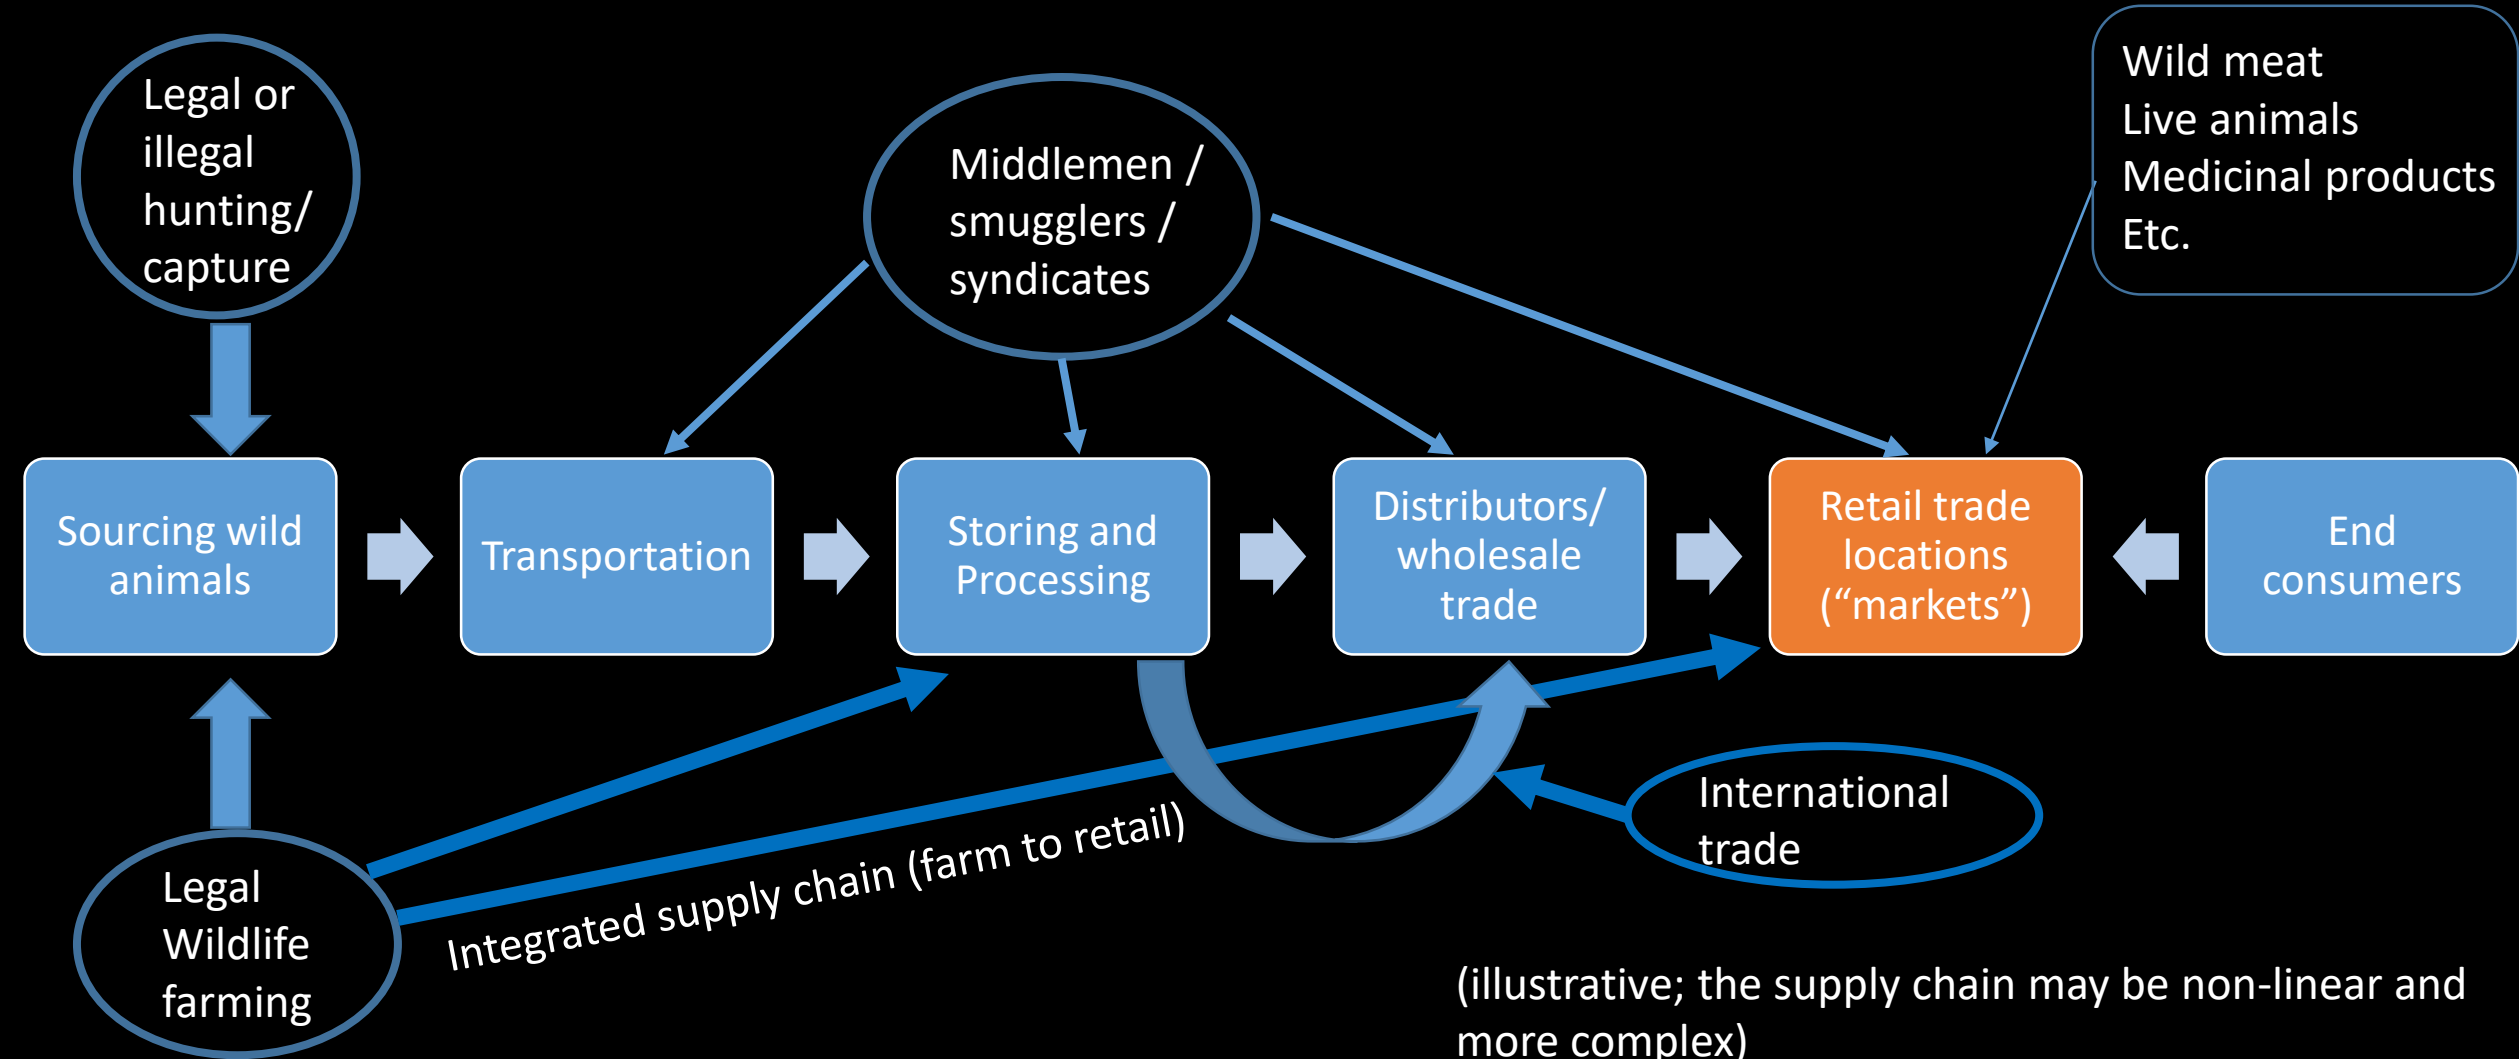 Legal or
illegal
hunting/
capture
Middlemen /
smugglers /
syndicates
Wild meat
Live animals
Medicinal products
Etc.
Sourcing wild
animals
Transportation
Storing and
Processing
Distributors/
wholesale
trade
Retail trade
locations
(“markets”)
End
consumers
Legal
Wildlife
farming
Integrated supply chain (farm to retail)
International
trade
(illustrative; the supply chain may be non-linear and
more complex)